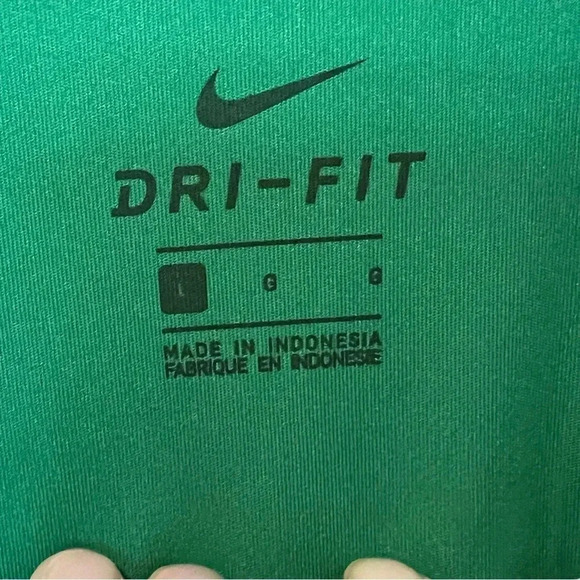 DRI-FIT
L G G
MADE IN INDONESIA
FABRIQUE EN INDONESIE